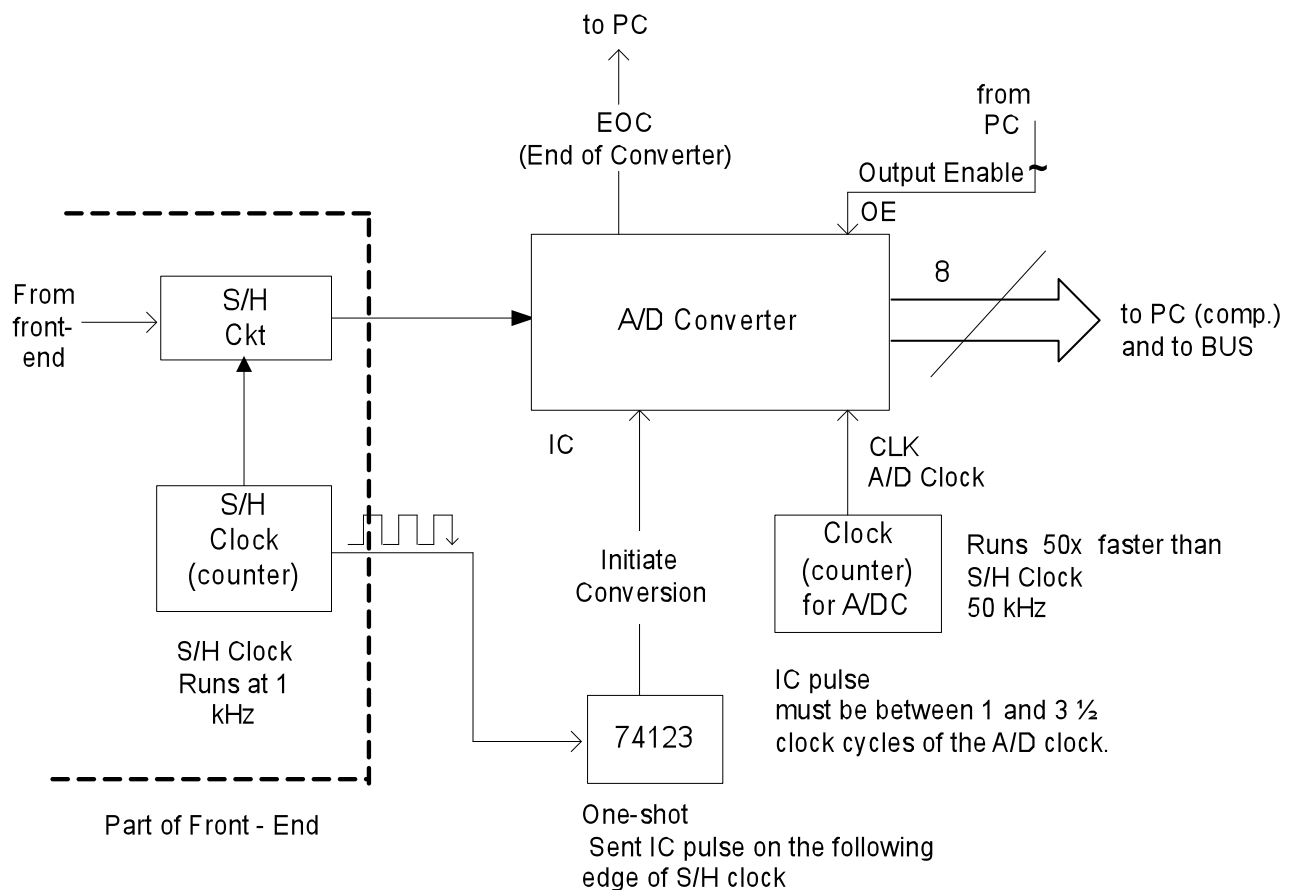 to PC
EOC
(End of Converter)
from
PC
Output Enable ~
OE
From
front-
end
S/H
Ckt
A/D Converter
8
to PC (comp.)
and to BUS
IC
CLK
A/D Clock
S/H
Clock
(counter)
Initiate
Conversion
Clock
(counter)
for A/DC
Runs 50x faster than
S/H Clock
50 kHz
S/H Clock
Runs at 1
kHz
IC pulse
must be between 1 and 3 ½
clock cycles of the A/D clock.
74123
Part of Front - End
One-shot
Sent IC pulse on the following
edge of S/H clock